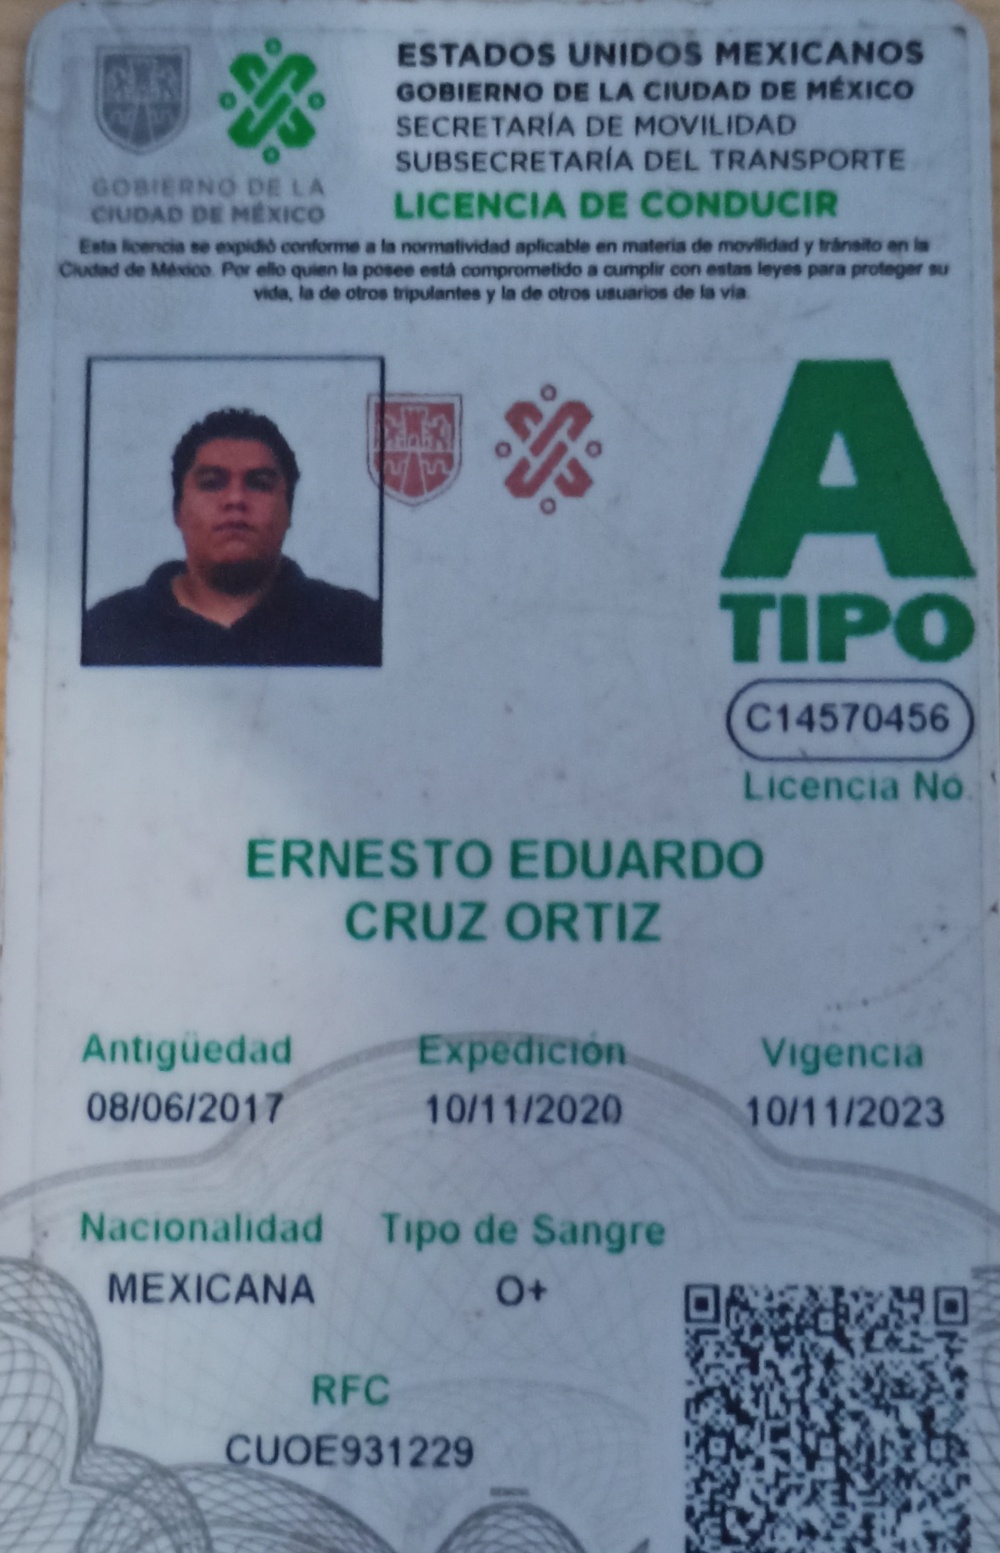 ESTADOS UNIDOS MEXICANOS
GOBIERNO DE LA CIUDAD DE MÉXICO
SECRETARÍA DE MOVILIDAD
SUBSECRETARÍA DEL TRANSPORTE
LICENCIA DE CONDUCIR
GOBIERNO DE LA
CIUDAD DE MÉXICO
Esta licencia se expidió conforme a la normatividad aplicable en materia de movilidad y tránsito en la
Ciudad de México. Por ello quien la posee está comprometido a cumplir con estas leyes para proteger su
vida, la de otros tripulantes y la de otros usuarios de la vía.
A
TIPO
C14570456
Licencia No.
ERNESTO EDUARDO
CRUZ ORTIZ
Antigüedad Expedición Vigencia
08/06/2017 10/11/2020 10/11/2023
Nacionalidad Tipo de Sangre
MEXICANA O+
RFC
CUOE931229